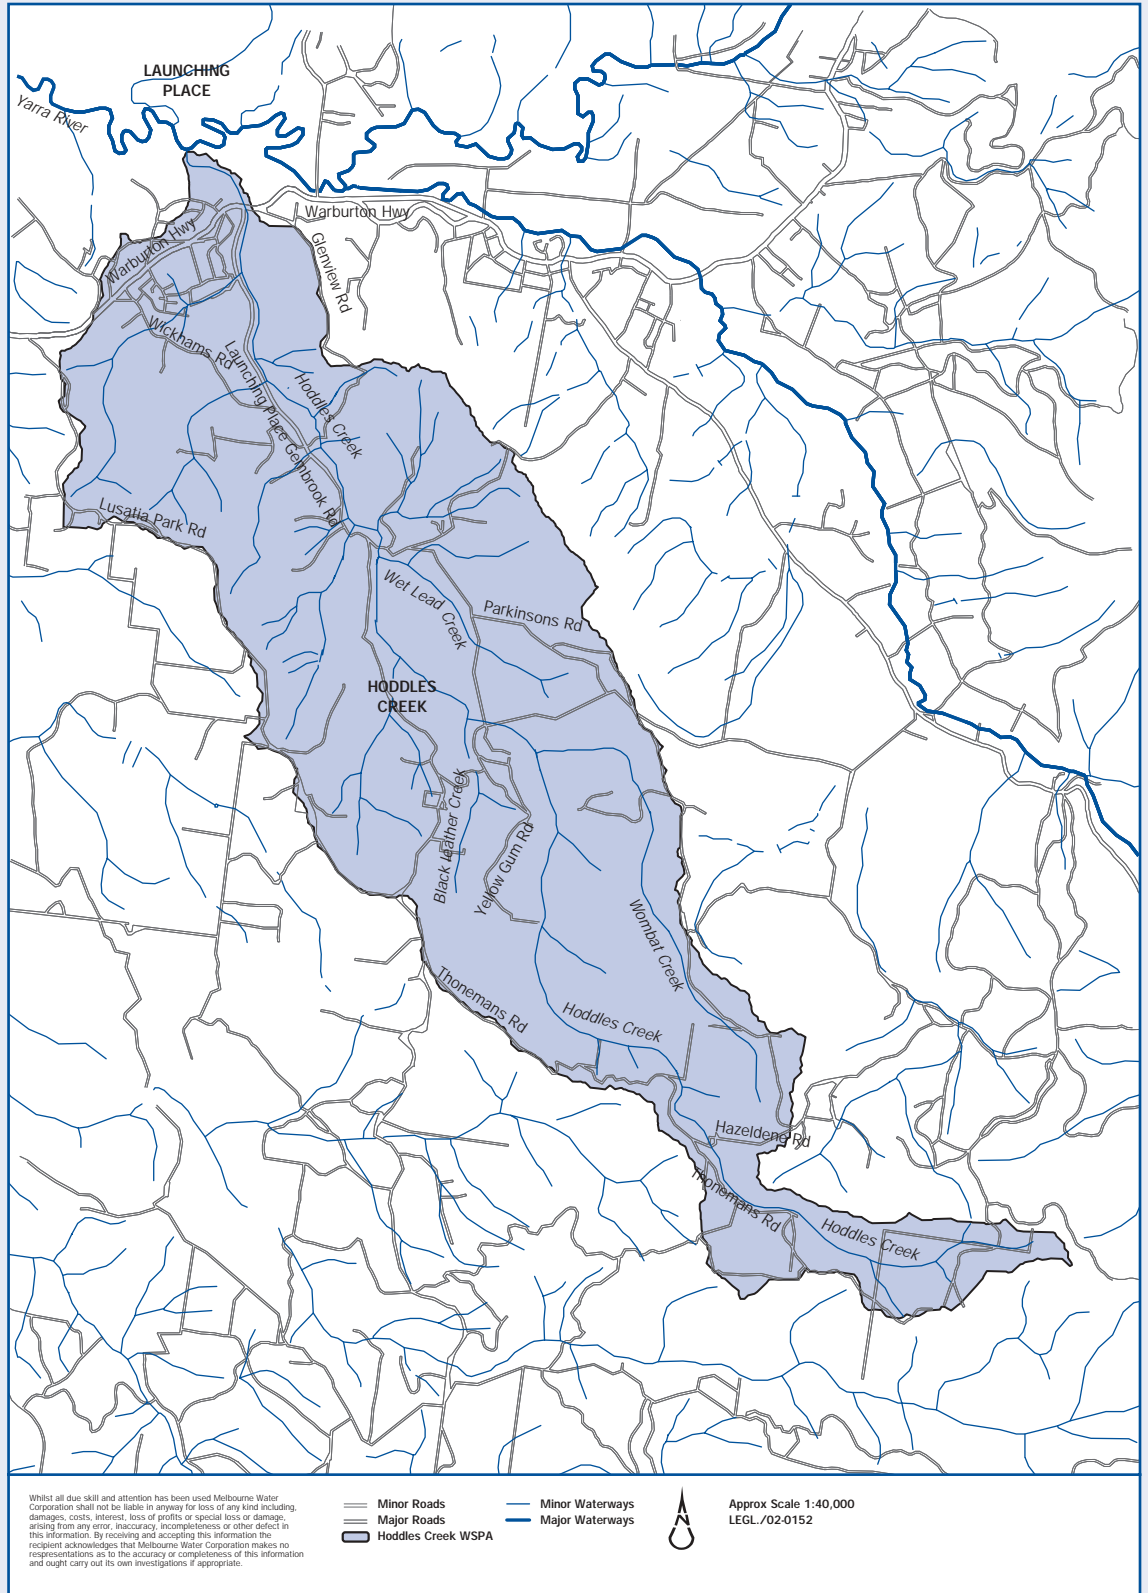 LAUNCHING
PLACE
Yarra River
Warburton Hwy
Warburton Hwy
Glenview Rd
Wickhams Rd
Launching Place Gembrook Rd
Hoddles Creek
Lusatia Park Rd
Wet Lead Creek
Parkinsons Rd
HODDLES
CREEK
Black leather Creek
Yellow Gum Rd
Wombat Creek
Thonemans Rd
Hoddles Creek
Hazeldene Rd
Thonemans Rd
Hoddles Creek
Whilst all due skill and attention has been used Melbourne Water
Corporation shall not be liable in anyway for loss of any kind including,
damages, costs, interest, loss of profits or special loss or damage,
arising from any error, inaccuracy, incompleteness or other defect in
this information. By receiving and accepting this information the
recipient acknowledges that Melbourne Water Corporation makes no
respresentations as to the accuracy or completeness of this information
and ought carry out its own investigations if appropriate.
Minor Roads
Major Roads
Hoddles Creek WSPA
Minor Waterways
Major Waterways
Approx Scale 1:40,000
LEGL./02-0152